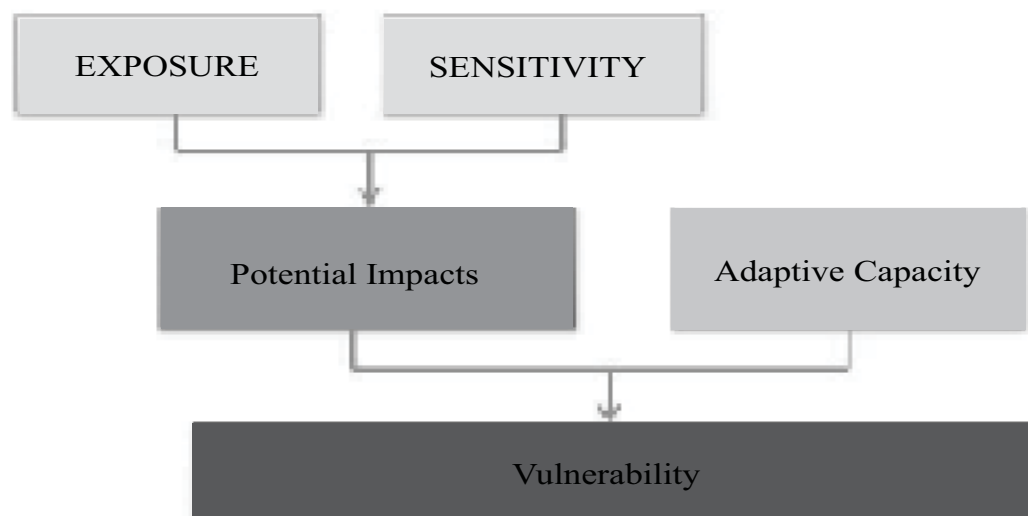 EXPOSURE
SENSITIVITY
Potential Impacts
Adaptive Capacity
Vulnerability